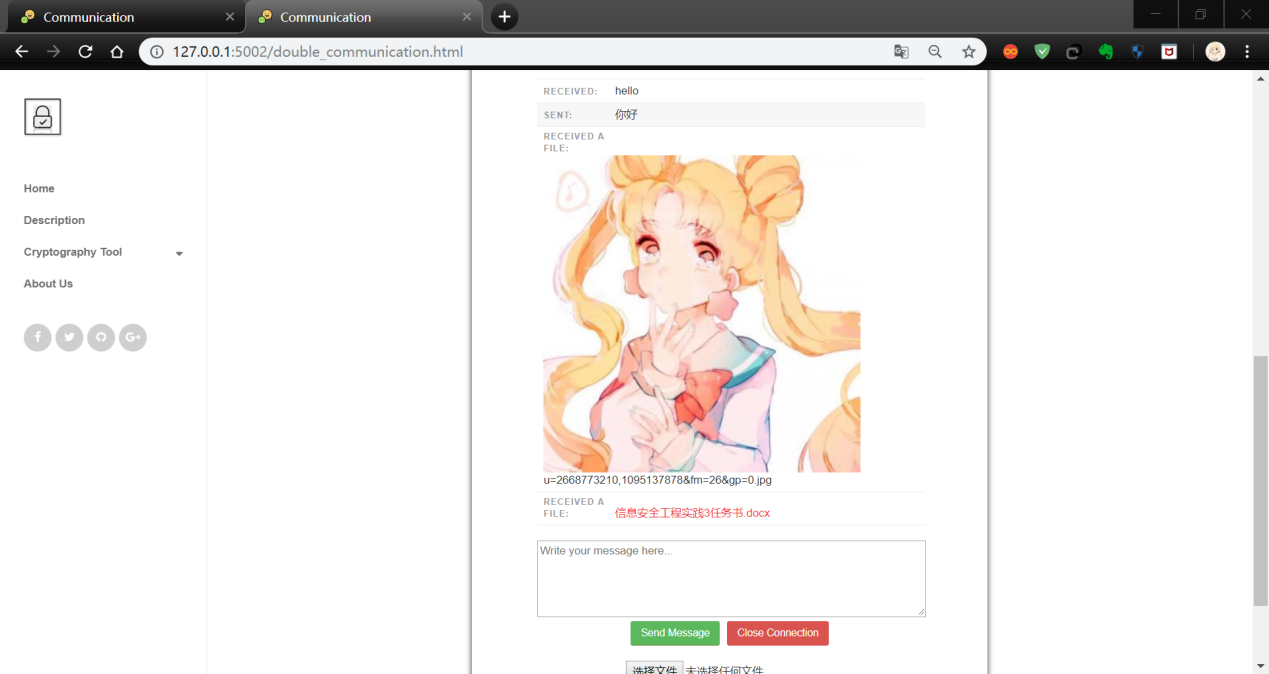 Communication
Communication
127.0.0.1:5002/double_communication.html
Home
Description
Cryptography Tool
About Us
RECEIVED: hello
SENT: 你好
RECEIVED A
FILE:
u=2668773210,1095137878&fm=26&gp=0.jpg
RECEIVED A
FILE: 信息安全工程实践3任务书.docx
Write your message here...
Send Message Close Connection
选择文件 未选择任何文件